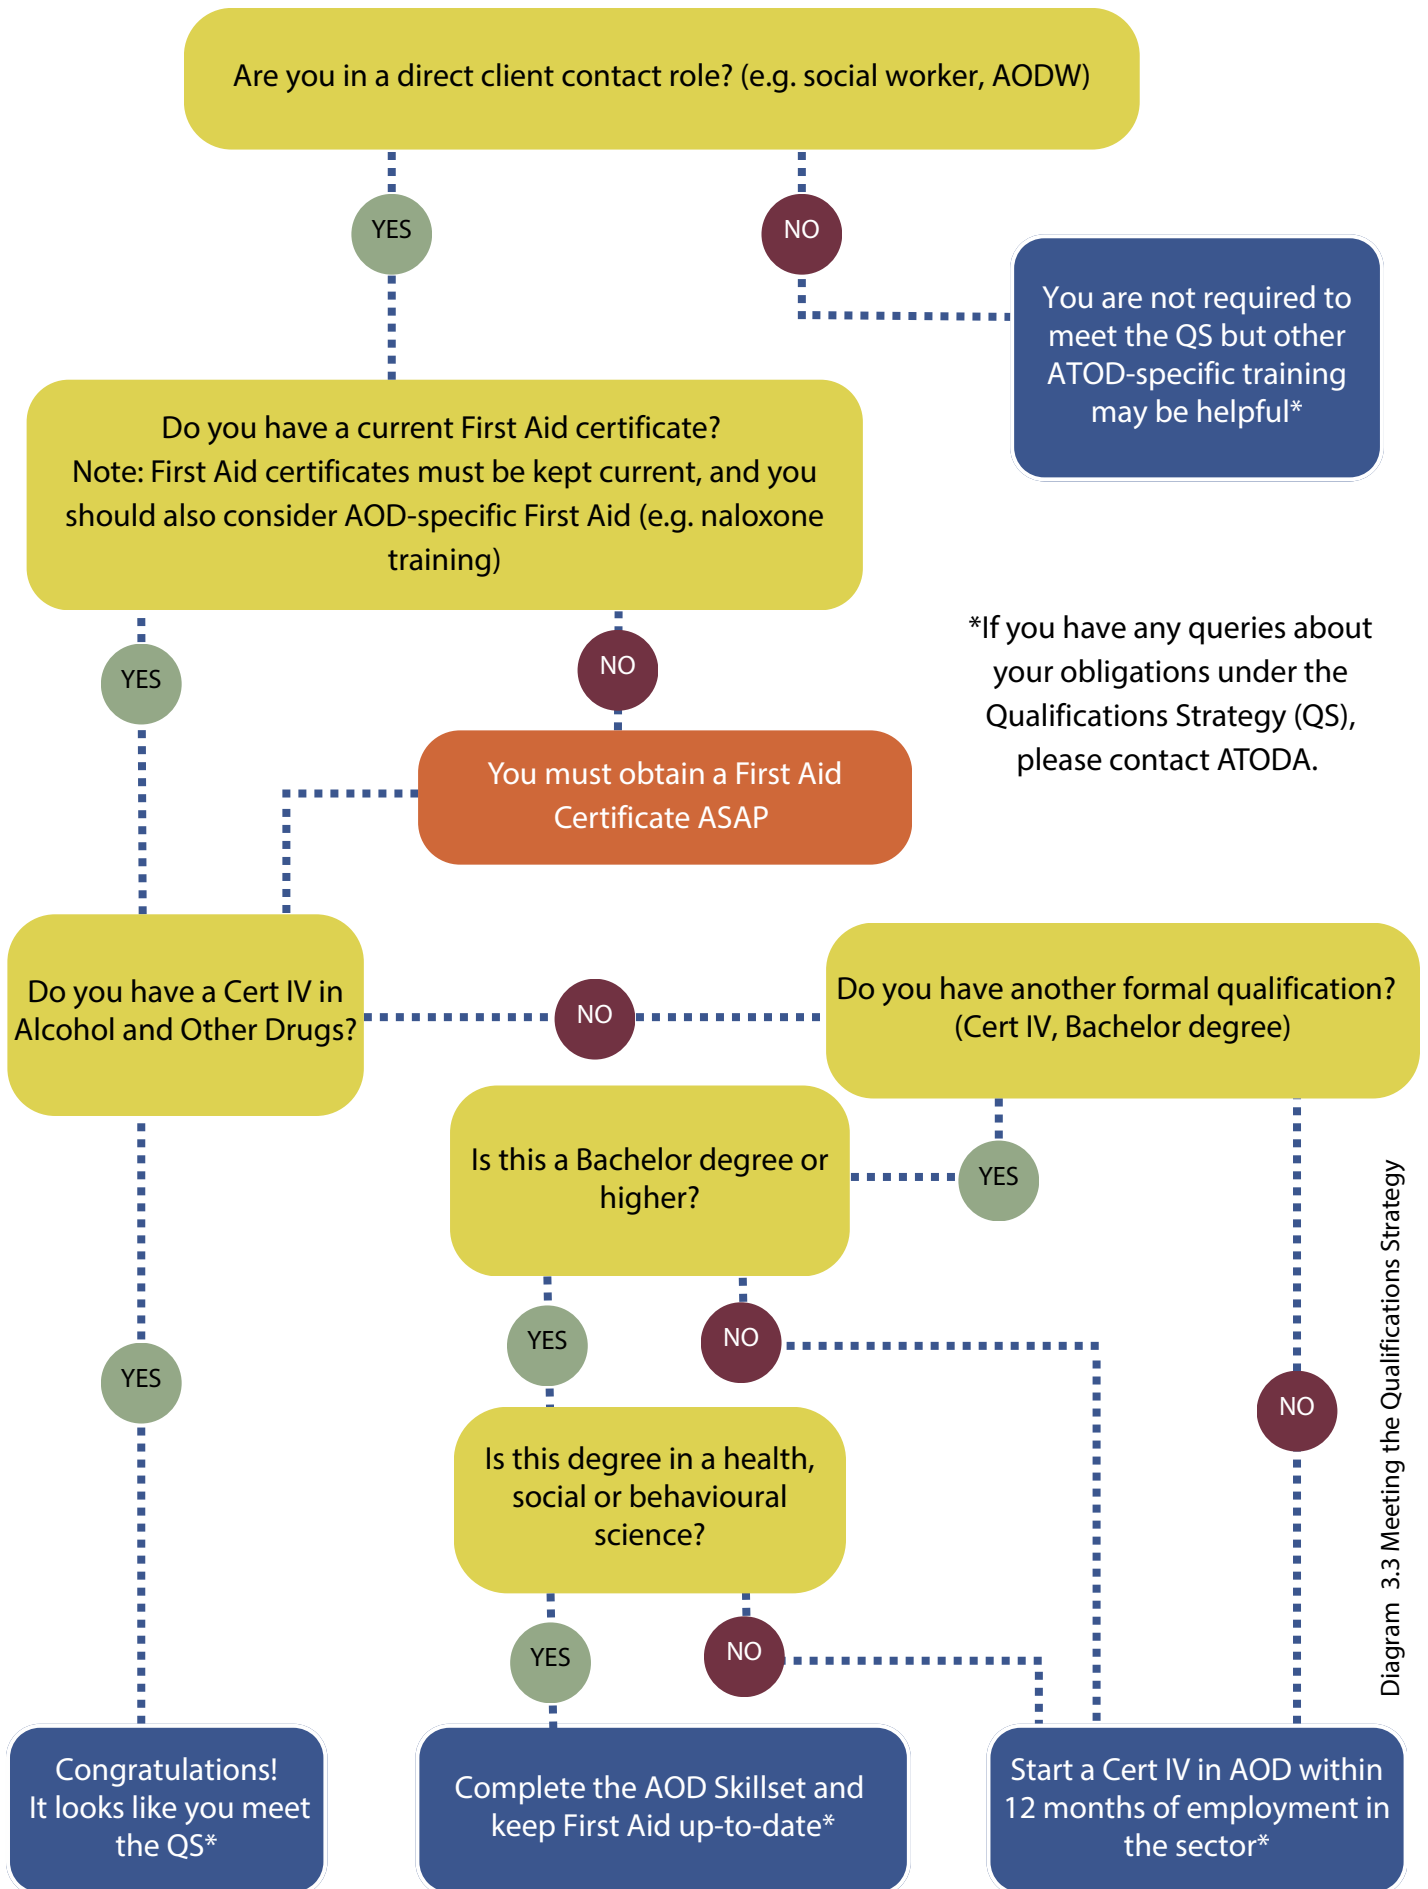 Are you in a direct client contact role? (e.g. social worker, AODW)
YES
NO
You are not required to
meet the QS but other
ATOD-specific training
may be helpful*
Do you have a current First Aid certificate?
Note: First Aid certificates must be kept current, and you
should also consider AOD-specific First Aid (e.g. naloxone
training)
*If you have any queries about
your obligations under the
Qualifications Strategy (QS),
please contact ATODA.
YES
NO
You must obtain a First Aid
Certificate ASAP
Do you have a Cert IV in
Alcohol and Other Drugs?
NO
Do you have another formal qualification?
(Cert IV, Bachelor degree)
Is this a Bachelor degree or
higher?
YES
YES
NO
YES
NO
Is this degree in a health,
social or behavioural
science?
YES
NO
Diagram 3.3 Meeting the Qualifications Strategy
Congratulations!
It looks like you meet
the QS*
Complete the AOD Skillset and
keep First Aid up-to-date*
Start a Cert IV in AOD within
12 months of employment in
the sector*